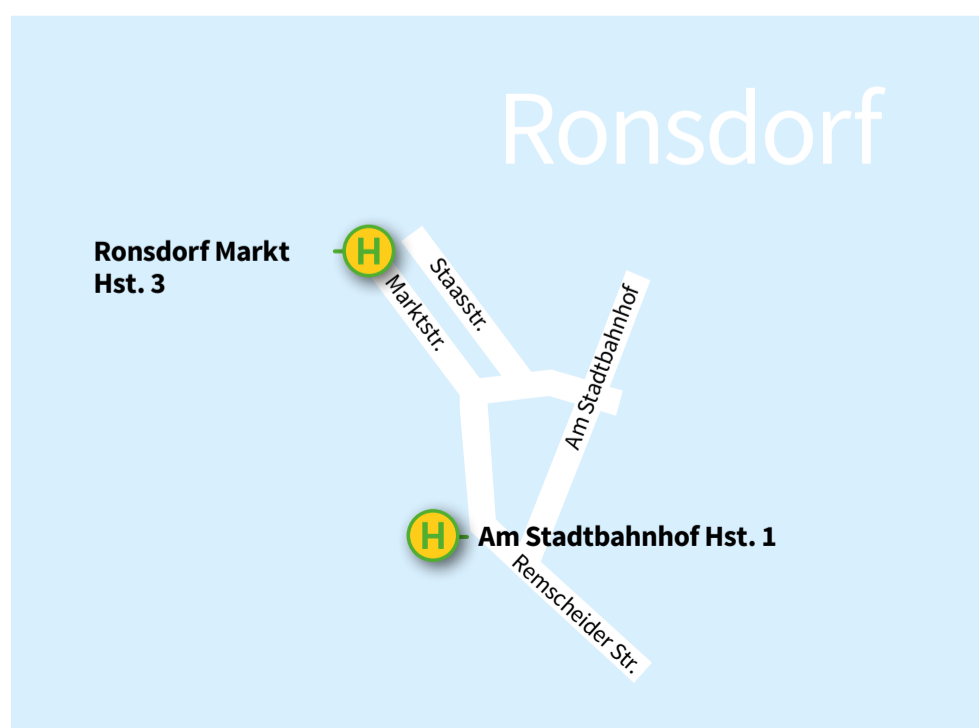 Ronsdorf
Ronsdorf Markt
Hst. 3
H
Staasstr.
Marktstr.
Am Stadtbahnhof
H
Am Stadtbahnhof Hst. 1
Remscheider Str.